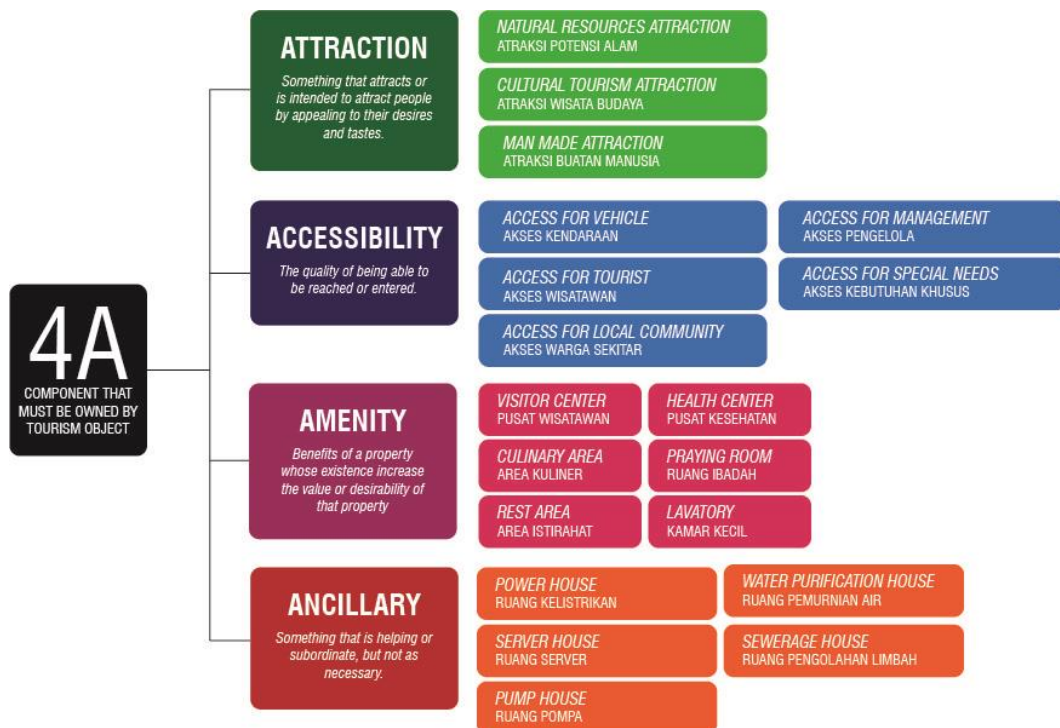 4A
COMPONENT THAT
MUST BE OWNED BY
TOURISM OBJECT
ATTRACTION
Something that attracts or
is intended to attract people
by appealing to their desires
and tastes.
NATURAL RESOURCES ATTRACTION
ATRAKSI POTENSI ALAM
CULTURAL TOURISM ATTRACTION
ATRAKSI WISATA BUDAYA
MAN MADE ATTRACTION
ATRAKSI BUATAN MANUSIA
ACCESSIBILITY
The quality of being able to
be reached or entered.
ACCESS FOR VEHICLE
AKSES KENDARAAN
ACCESS FOR TOURIST
AKSES WISATAWAN
ACCESS FOR LOCAL COMMUNITY
AKSES WARGA SEKITAR
ACCESS FOR MANAGEMENT
AKSES PENGELOLA
ACCESS FOR SPECIAL NEEDS
AKSES KEBUTUHAN KHUSUS
AMENITY
Benefits of a property
whose existence increase
the value or desirability of
that property
VISITOR CENTER
PUSAT WISATAWAN
CULINARY AREA
AREA KULINER
REST AREA
AREA ISTIRAHAT
HEALTH CENTER
PUSAT KESEHATAN
PRAYING ROOM
RUANG IBADAH
LAVATORY
KAMAR KECIL
ANCILLARY
Something that is helping or
subordinate, but not as
necessary.
POWER HOUSE
RUANG KELISTRIKAN
SERVER HOUSE
RUANG SERVER
PUMP HOUSE
RUANG POMPA
WATER PURIFICATION HOUSE
RUANG PEMURNIAN AIR
SEWERAGE HOUSE
RUANG PENGOLAHAN LIMBAH